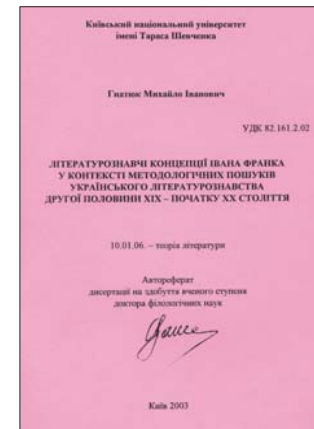 Київський національний університет
імені Тараса Шевченка
Гнатюк Михайло Іванович
УДК 82.161.2.02
ЛІТЕРАТУРОЗНАВЧІ КОНЦЕПЦІЇ ІВАНА ФРАНКА
У КОНТЕКСТІ МЕТОДОЛОГІЧНИХ ПОШУКІВ
УКРАЇНСЬКОГО ЛІТЕРАТУРОЗНАВСТВА
ДРУГОЇ ПОЛОВИНИ XIX – ПОЧАТКУ XX СТОЛІТТЯ
10.01.06. – теорія літератури
Автореферат
дисертації на здобуття вченого ступеня
доктора філологічних наук
Київ 2003